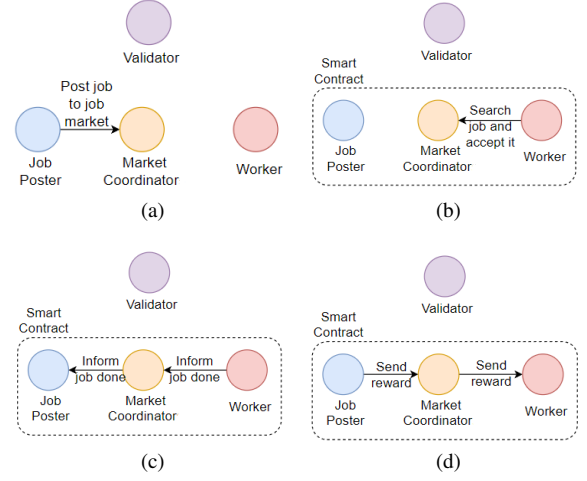 Validator
Post job
to job
market
Job
Poster
Market
Coordinator
Worker
(a)
Validator
Smart
Contract
Search
job and
accept it
Job
Poster
Market
Coordinator
Worker
(b)
Validator
Smart
Contract
Inform
job done
Inform
job done
Job
Poster
Market
Coordinator
Worker
(c)
Validator
Smart
Contract
Send
reward
Send
reward
Job
Poster
Market
Coordinator
Worker
(d)